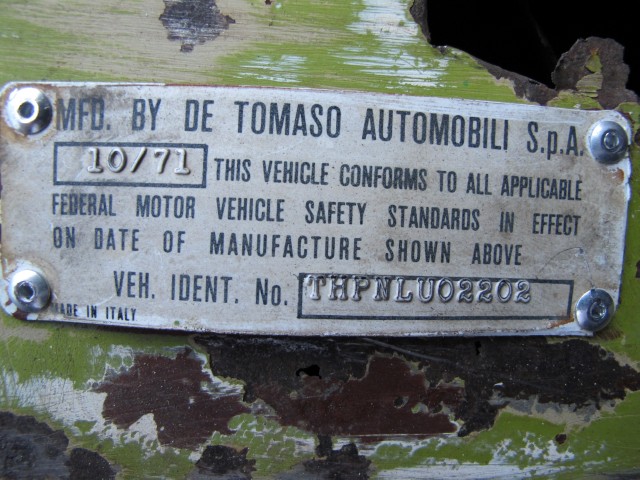 MFD. BY DE TOMASO AUTOMOBILI S.p.A.
10/71 THIS VEHICLE CONFORMS TO ALL APPLICABLE
FEDERAL MOTOR VEHICLE SAFETY STANDARDS IN EFFECT
ON DATE OF MANUFACTURE SHOWN ABOVE
VEH. IDENT. No. THPNLU02202
MADE IN ITALY